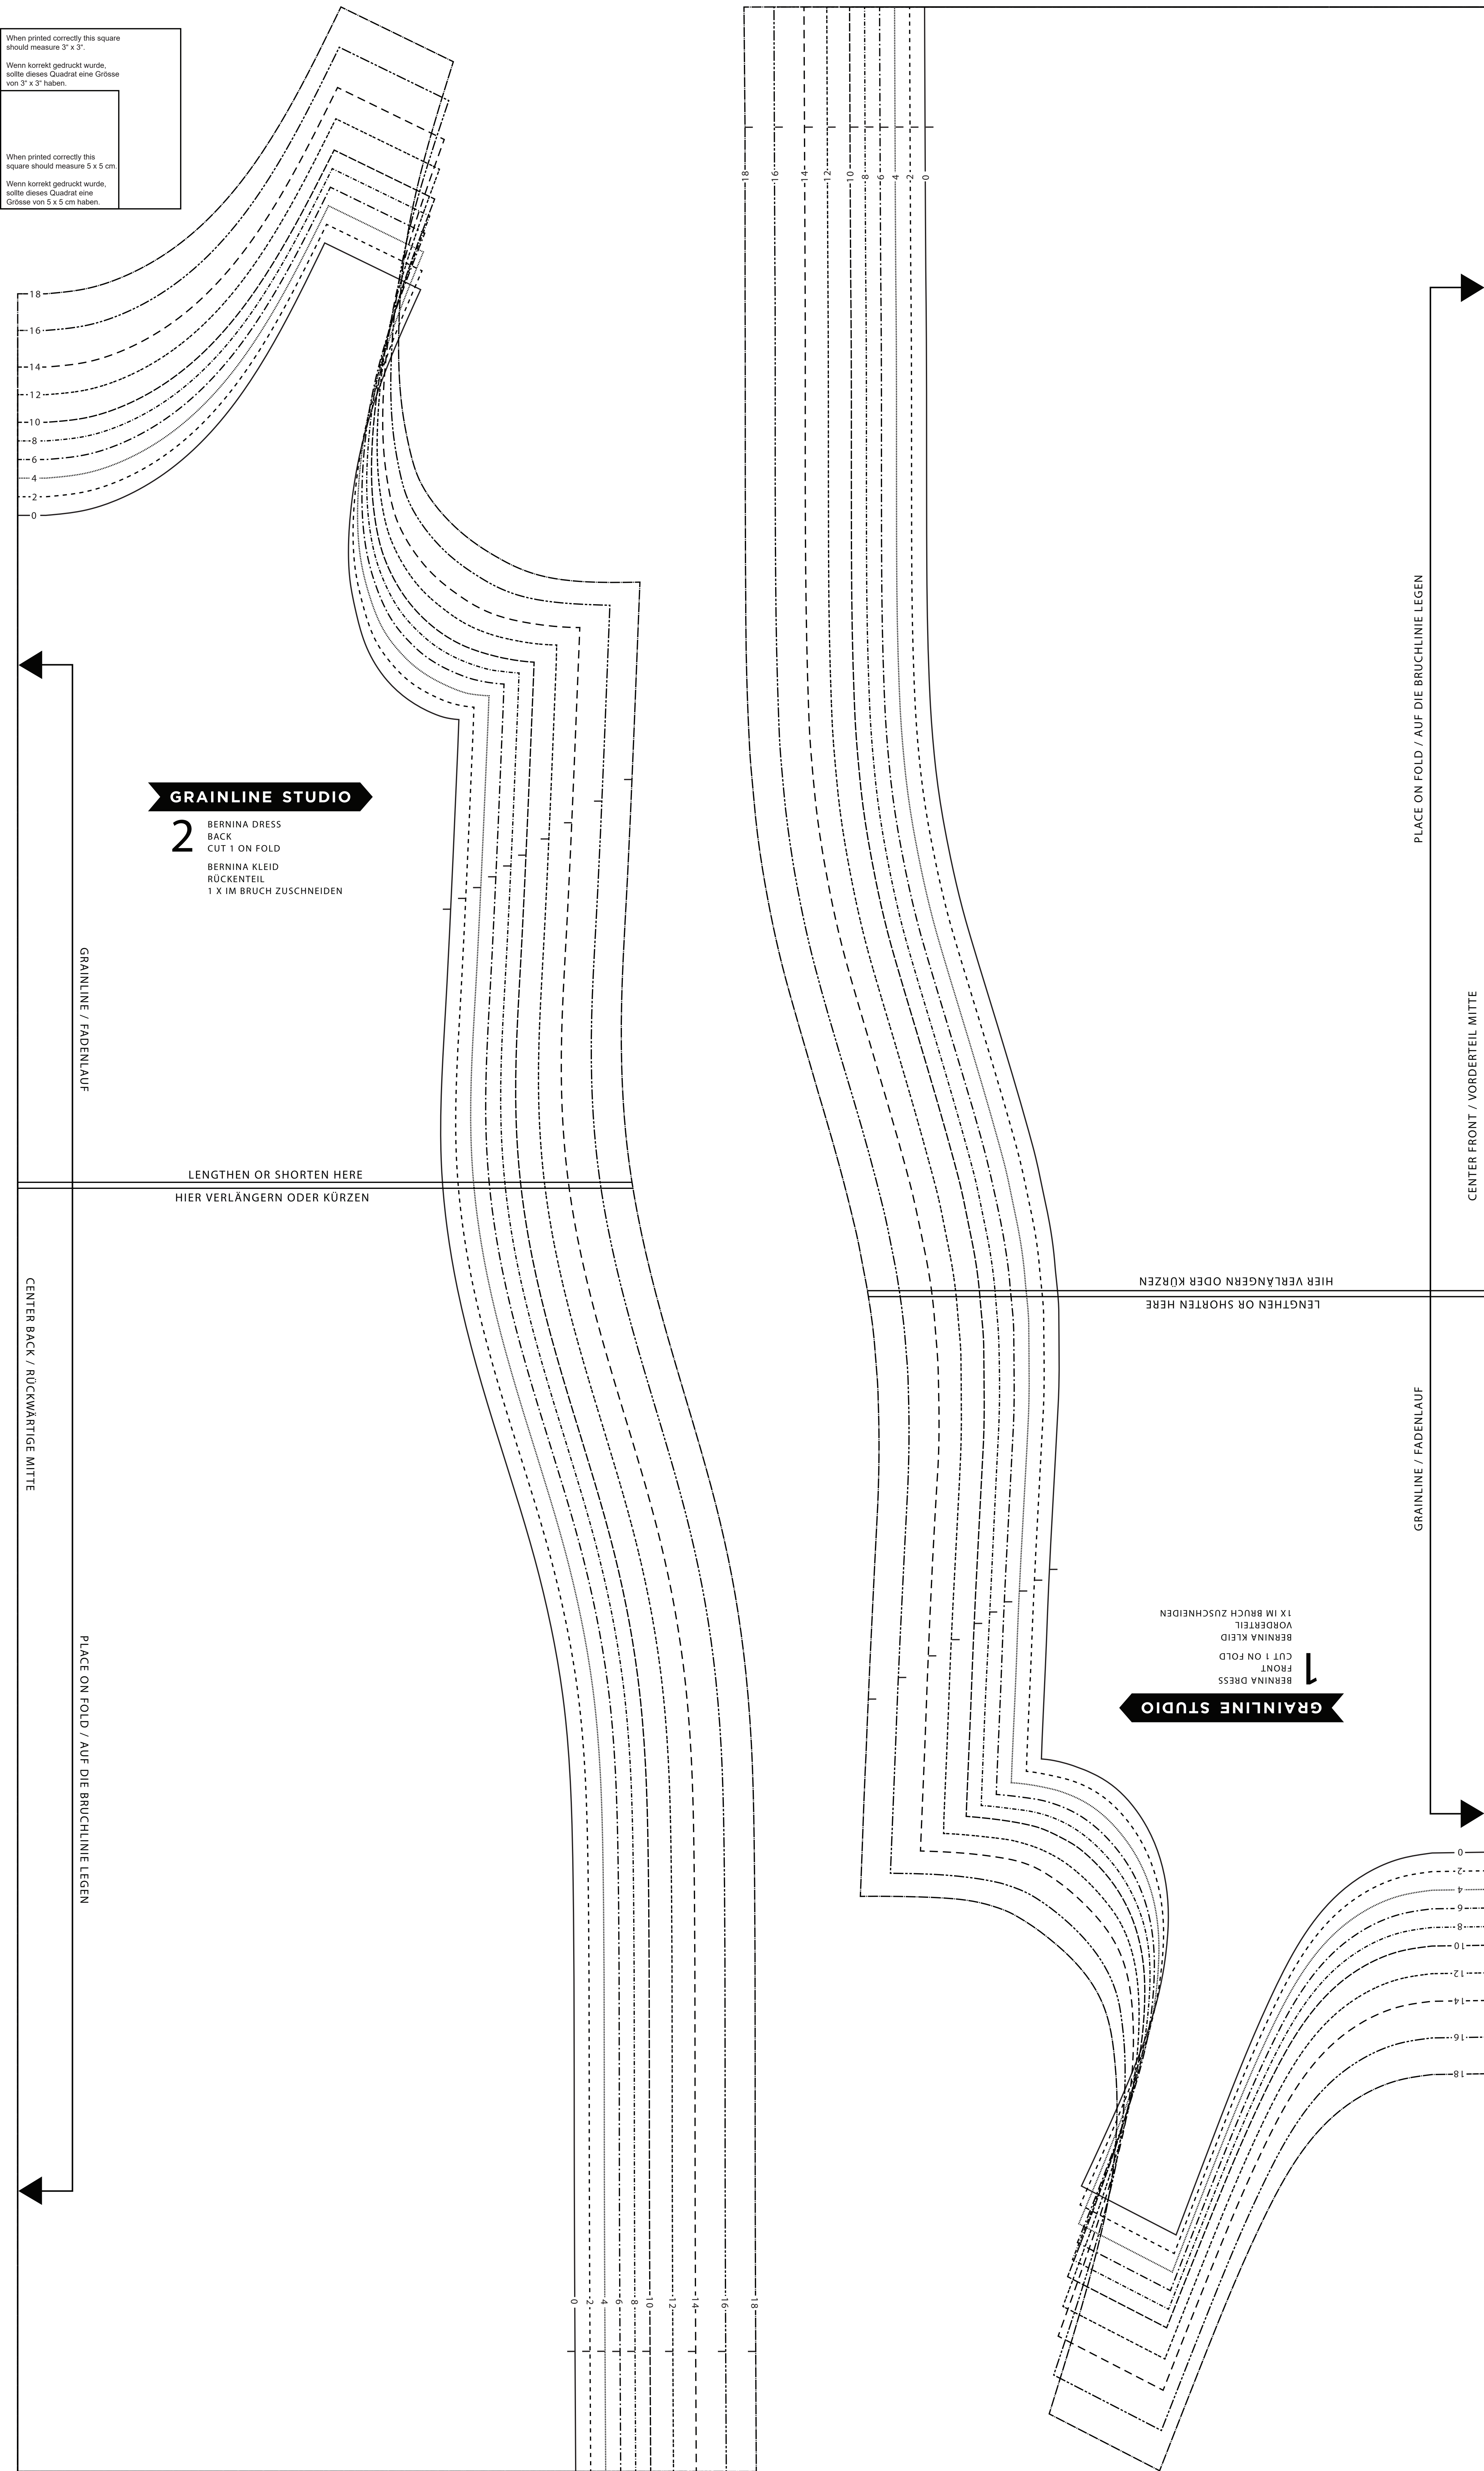 When printed correctly this square
should measure 3" x 3".
Wenn korrekt gedruckt wurde,
sollte dieses Quadrat eine Grösse
von 3" x 3" haben.
When printed correctly this
square should measure 5 x 5 cm.
Wenn korrekt gedruckt wurde,
sollte dieses Quadrat eine
Grösse von 5 x 5 cm haben.
18
16
14
12
10
8
6
4
2
0
GRAINLINE STUDIO
2
BERNINA DRESS
BACK
CUT 1 ON FOLD
BERNINA KLEID
RÜCKENTEIL
1 X IM BRUCH ZUSCHNEIDEN
GRAINLINE / FADENLAUF
LENGTHEN OR SHORTEN HERE
HIER VERLÄNGERN ODER KÜRZEN
CENTER BACK / RÜCKWÄRTIGE MITTE
PLACE ON FOLD / AUF DIE BRUCHLINIE LEGEN
0
2
4
6
8
10
12
14
16
18
18
16
14
12
10
8
6
4
2
0
PLACE ON FOLD / AUF DIE BRUCHLINIE LEGEN
CENTER FRONT / VORDERTEIL MITTE
LENGTHEN OR SHORTEN HERE
HIER VERLÄNGERN ODER KÜRZEN
GRAINLINE / FADENLAUF
GRAINLINE STUDIO
1
BERNINA DRESS
FRONT
CUT 1 ON FOLD
BERNINA KLEID
VORDERTEIL
1X IM BRUCH ZUSCHNEIDEN
0
2
4
6
8
10
12
14
16
18